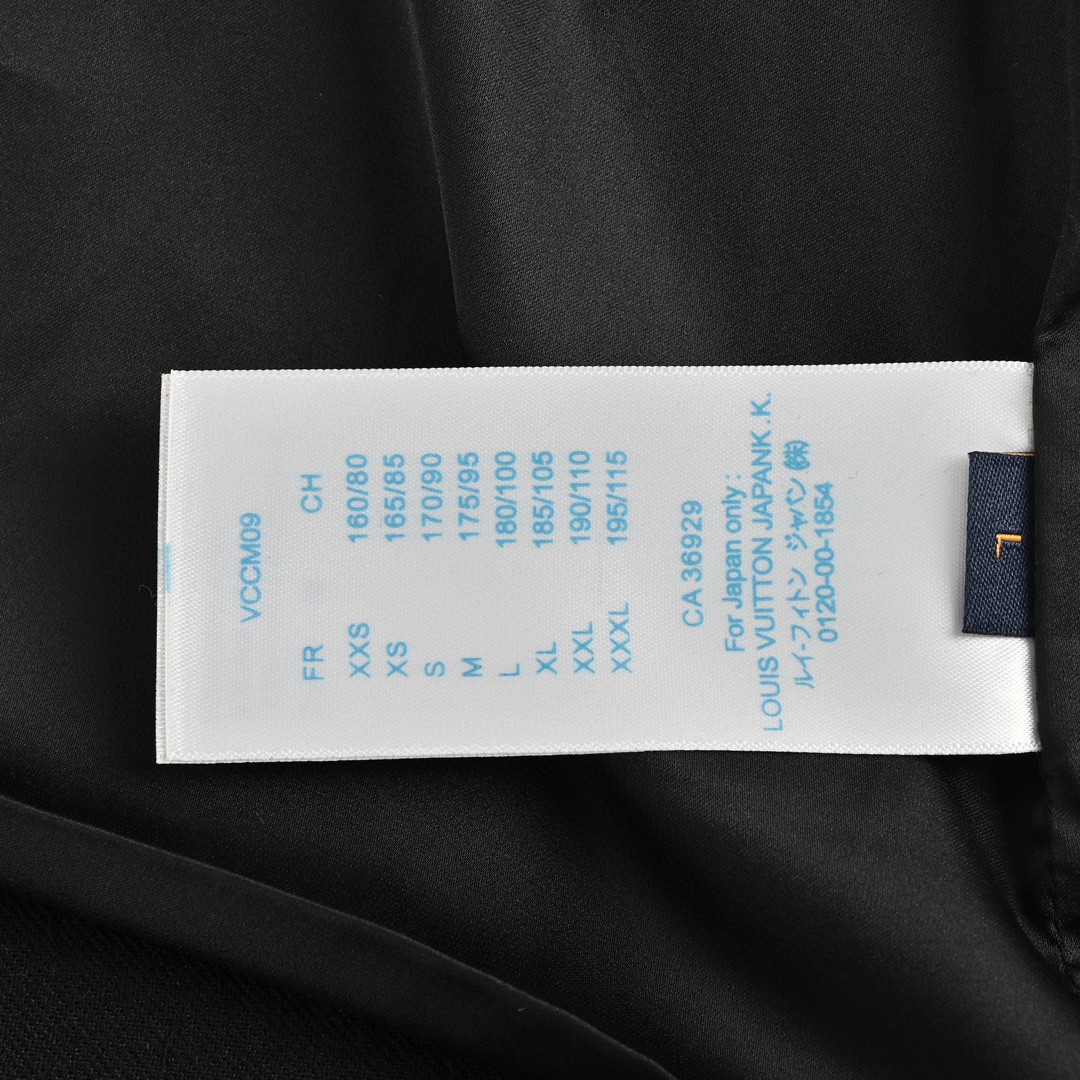 VCCM09
FR CH
XXS 160/80
XS 165/85
S 170/90
M 175/95
L 180/100
XL 185/105
XXL 190/110
XXXL 195/115
CA 36929
For Japan only :
LOUIS VUITTON JAPANK.K.
ルイ-フィトン ジャパン ㈱
0120-00-1854
L